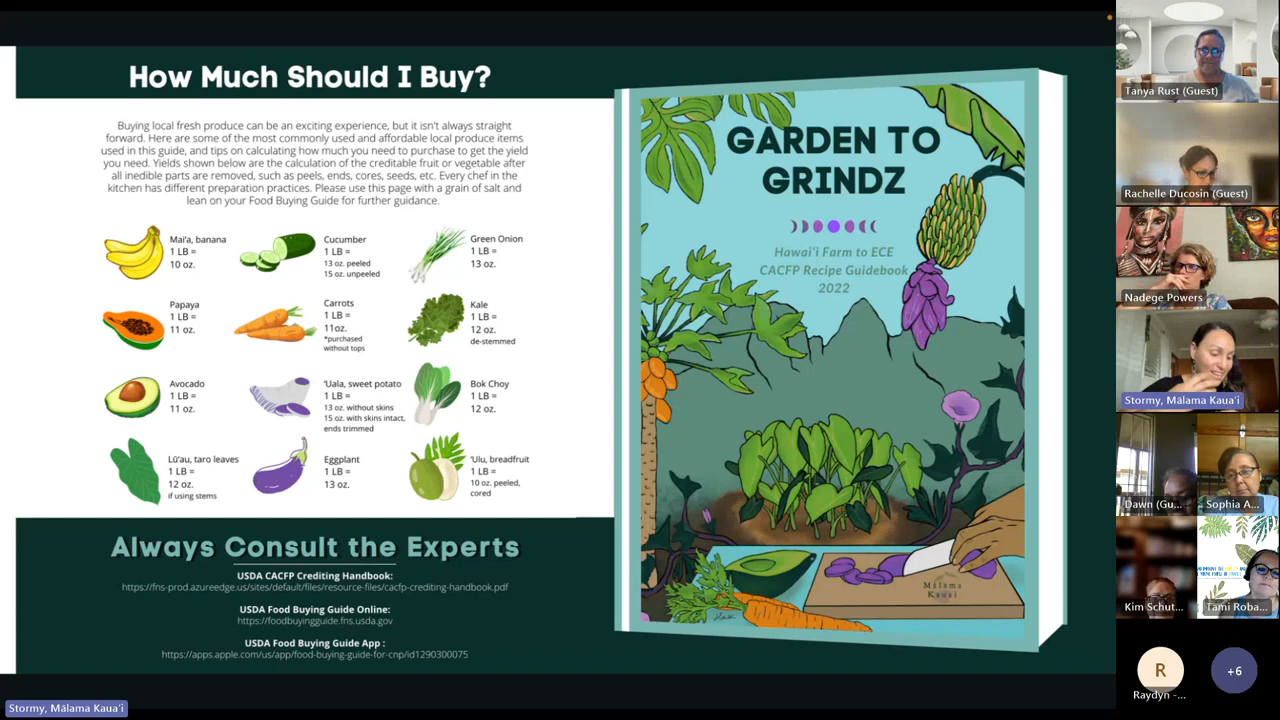 How Much Should I Buy?
Buying local fresh produce can be an exciting experience, but it isn't always straight
forward. Here are some of the most commonly used and affordable local produce items
used in this guide, and tips on calculating how much you need to purchase to get the yield
you need. Yields shown below are the calculation of the creditable fruit or vegetable after
all inedible parts are removed, such as peels, ends, cores, seeds, etc. Every chef in the
kitchen has different preparation practices. Please use this page with a grain of salt and
lean on your Food Buying Guide for further guidance.
Mai'a, banana
1 LB =
10 oz.
Cucumber
1 LB =
13 oz. peeled
15 oz. unpeeled
Green Onion
1 LB =
13 oz.
Papaya
1 LB =
11 oz.
Carrots
1 LB =
11oz.
*purchased
without tops
Kale
1 LB =
12 oz.
de-stemmed
Avocado
1 LB =
11 oz.
'Uala, sweet potato
1 LB =
13 oz. without skins
15 oz. with skins intact,
ends trimmed
Bok Choy
1 LB =
12 oz.
Lū'au, taro leaves
1 LB =
12 oz.
if using stems
Eggplant
1 LB =
13 oz.
'Ulu, breadfruit
1 LB =
10 oz. peeled,
cored
Always Consult the Experts
USDA CACFP Crediting Handbook:
https://fns-prod.azureedge.us/sites/default/files/resource-files/cacfp-crediting-handbook.pdf
USDA Food Buying Guide Online:
https://foodbuyingguide.fns.usda.gov
USDA Food Buying Guide App :
https://apps.apple.com/us/app/food-buying-guide-for-cnp/id1290300075
GARDEN TO
GRINDZ
Hawai'i Farm to ECE
CACFP Recipe Guidebook
2022
Mālama
Kauai
Tanya Rust (Guest)
Rachelle Ducosin (Guest)
Nadege Powers
Stormy, Mālama Kaua'i
Dawn (Gu...
Sophia A...
Kim Schut...
Tami Roba...
R
Raydyn -...
+6
Stormy, Mālama Kaua'i